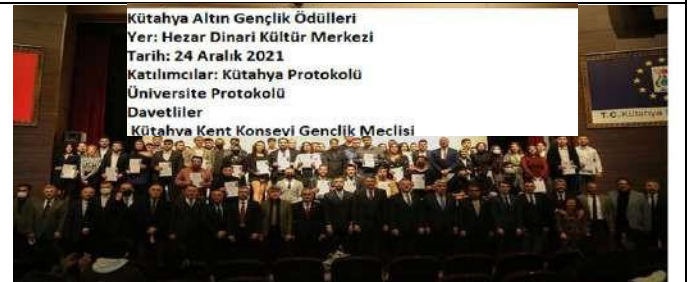 Kütahya Altın Gençlik Ödülleri
Yer: Hezar Dinari Kültür Merkezi
Tarih: 24 Aralık 2021
Katılımcılar: Kütahya Protokolü
Üniversite Protokolü
Davetliler
Kütahya Kent Konseyi Gençlik Meclisi
T.C. Kütahya